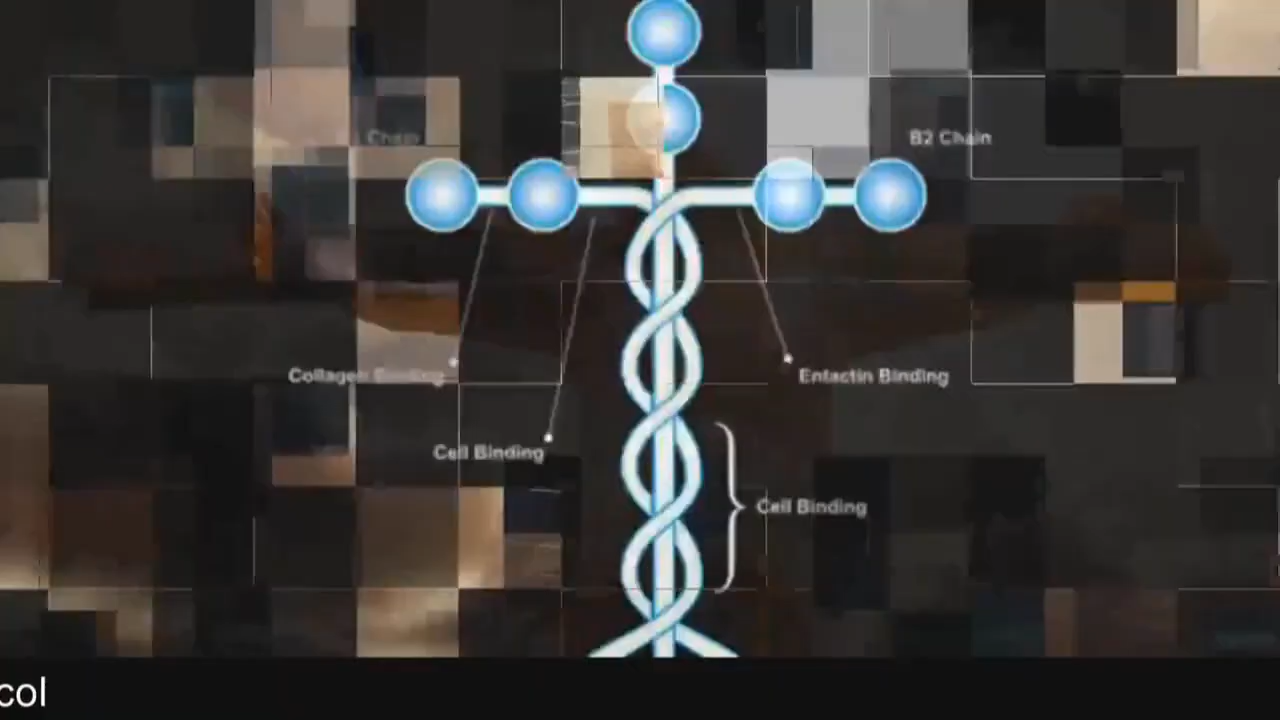 Chain
B2 Chain
Collagen Binding
Entactin Binding
Cell Binding
Cell Binding
col